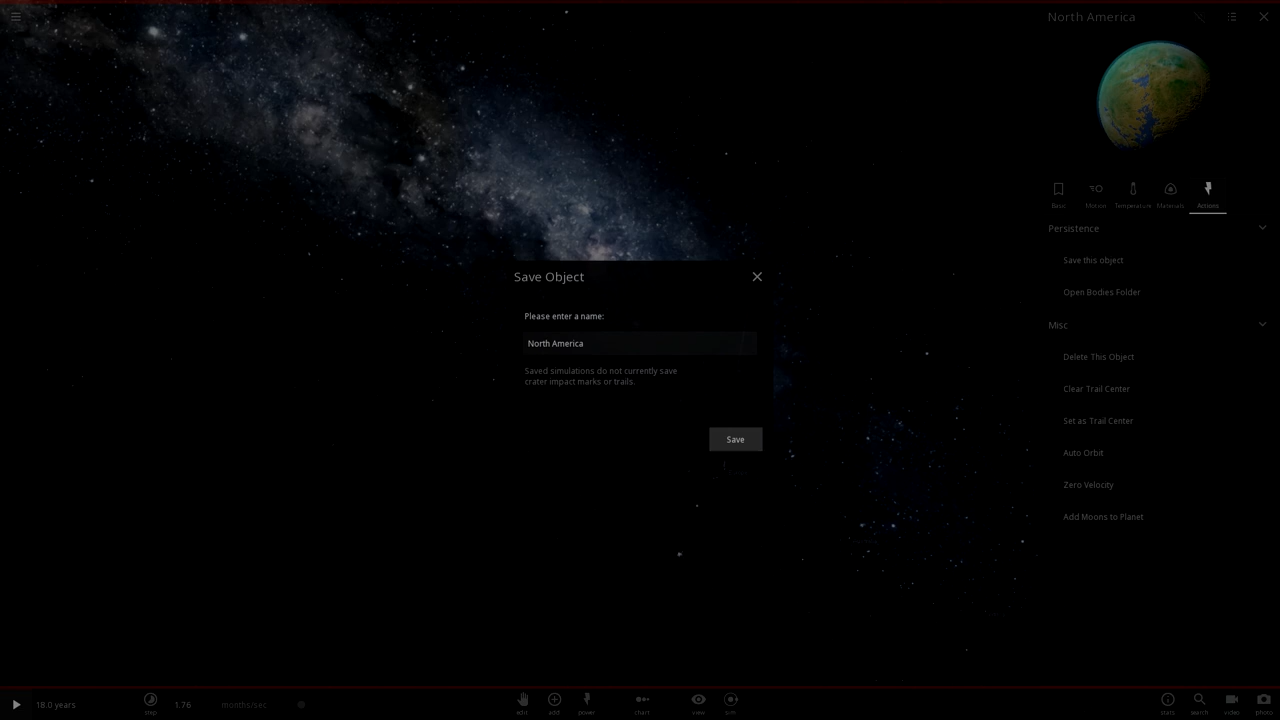 North America
Basic
Motion
Temperature
Materials
Actions
Persistence
Save this object
Open Bodies Folder
Misc
Delete This Object
Clear Trail Center
Set as Trail Center
Auto Orbit
Zero Velocity
Add Moons to Planet
Save Object
Please enter a name:
North America
Saved simulations do not currently save
crater impact marks or trails.
Save
18.0 years
step
1.76
months/sec
edit
add
power
chart
view
sim
stats
search
video
photo